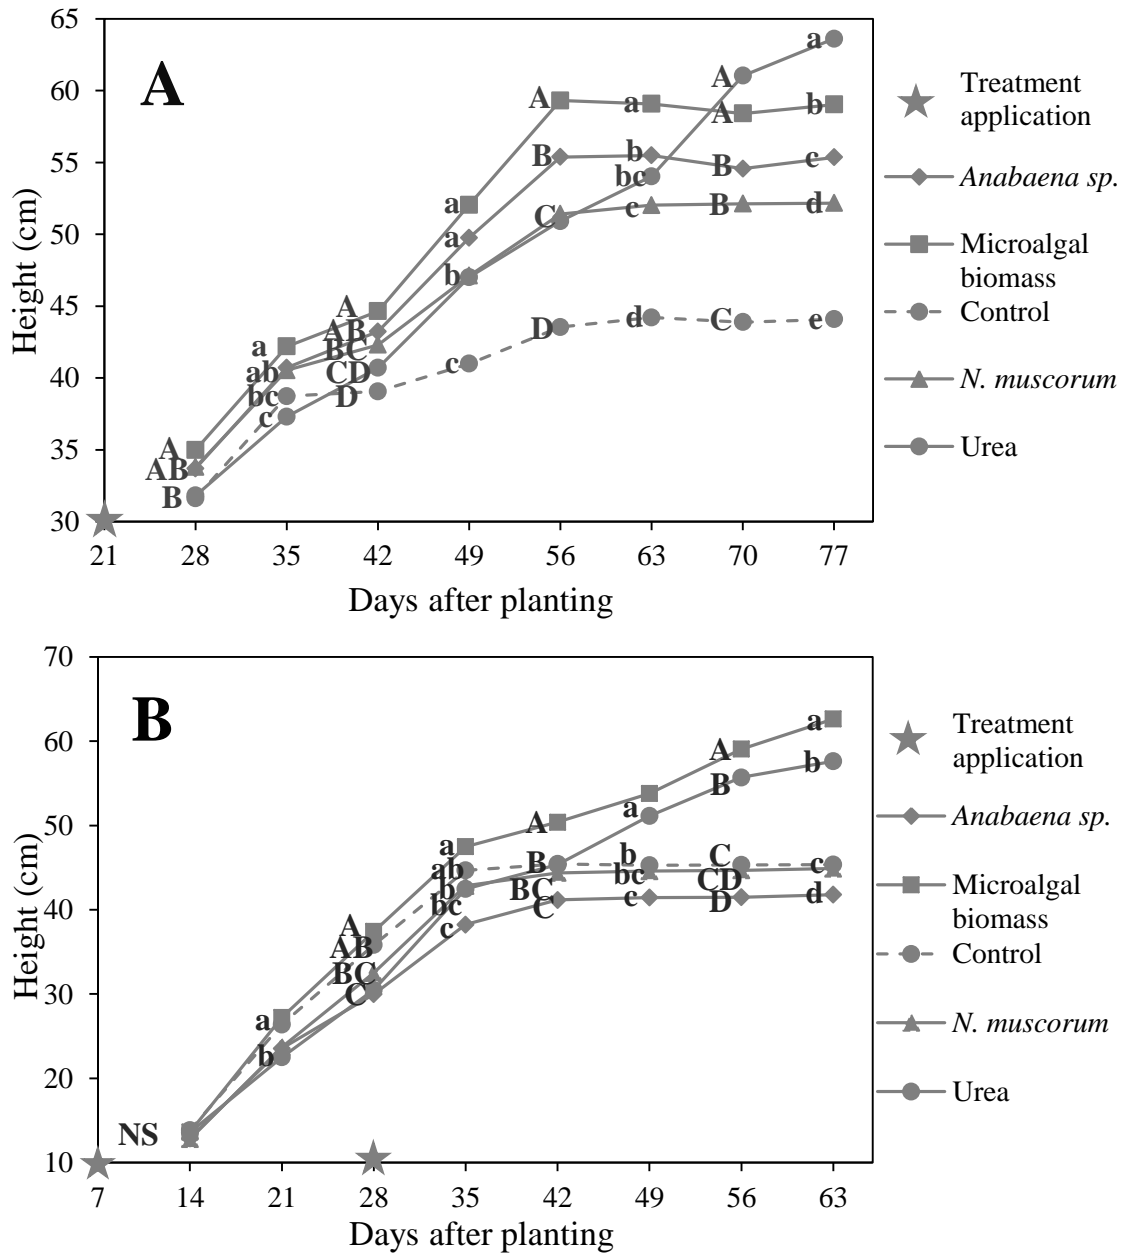 65
60
55
50
45
40
35
30
Height (cm)
A
A
AB
B
a
ab
bc
c
A
AB
BC
CD
D
a
a
b
c
A
B
C
D
a
b
bc
c
d
A
A
B
B
C
a
b
c
d
e
21 28 35 42 49 56 63 70 77
Days after planting
Treatment
application
Anabaena sp.
Microalgal
biomass
Control
N. muscorum
Urea
70
60
50
40
30
20
10
Height (cm)
B
NS
a
b
A
AB
BC
C
a
ab
b
bc
c
A
B
BC
C
a
b
bc
c
A
B
C
CD
D
a
b
c
d
7 14 21 28 35 42 49 56 63
Days after planting
Treatment
application
Anabaena sp.
Microalgal
biomass
Control
N. muscorum
Urea